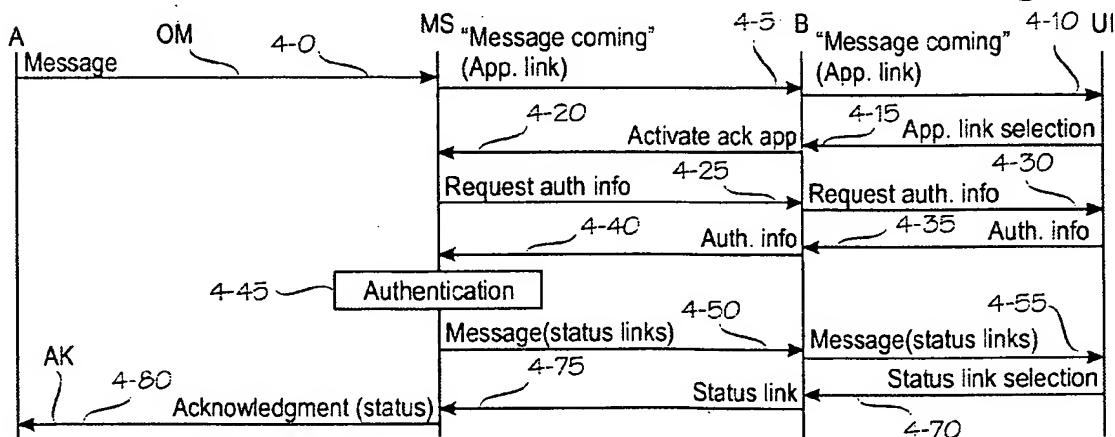 A
OM
4-0
MS
"Message coming"
(App. link)
4-5
B
"Message coming"
(App. link)
4-10
UI
Message
4-20
Activate ack app
4-15
App. link selection
Request auth info
4-25
Request auth. info
4-30
4-40
Auth. info
4-35
Auth. info
4-45
Authentication
Message(status links)
4-50
Message(status links)
4-55
AK
4-80
Acknowledgment (status)
4-75
Status link
Status link selection
4-70